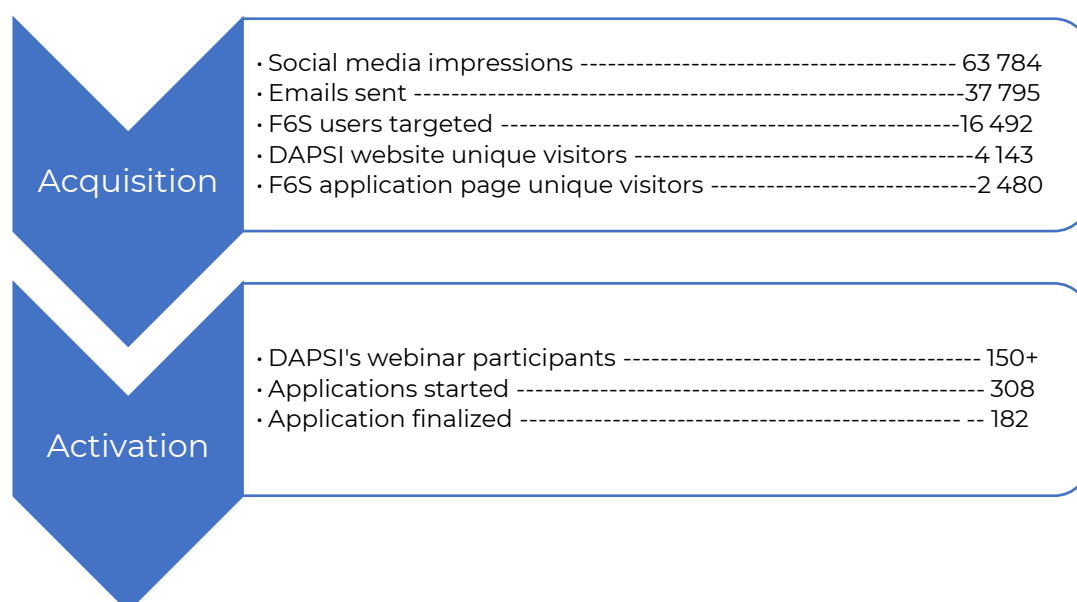 Acquisition
• Social media impressions ----------------------------------------- 63 784
• Emails sent ------------------------------------------------------------37 795
• F6S users targeted --------------------------------------------------16 492
• DAPSI website unique visitors -------------------------------------4 143
• F6S application page unique visitors -----------------------------2 480
Activation
• DAPSI's webinar participants --------------------------------------- 150+
• Applications started --------------------------------------------------- 308
• Application finalized ------------------------------------------------ -- 182